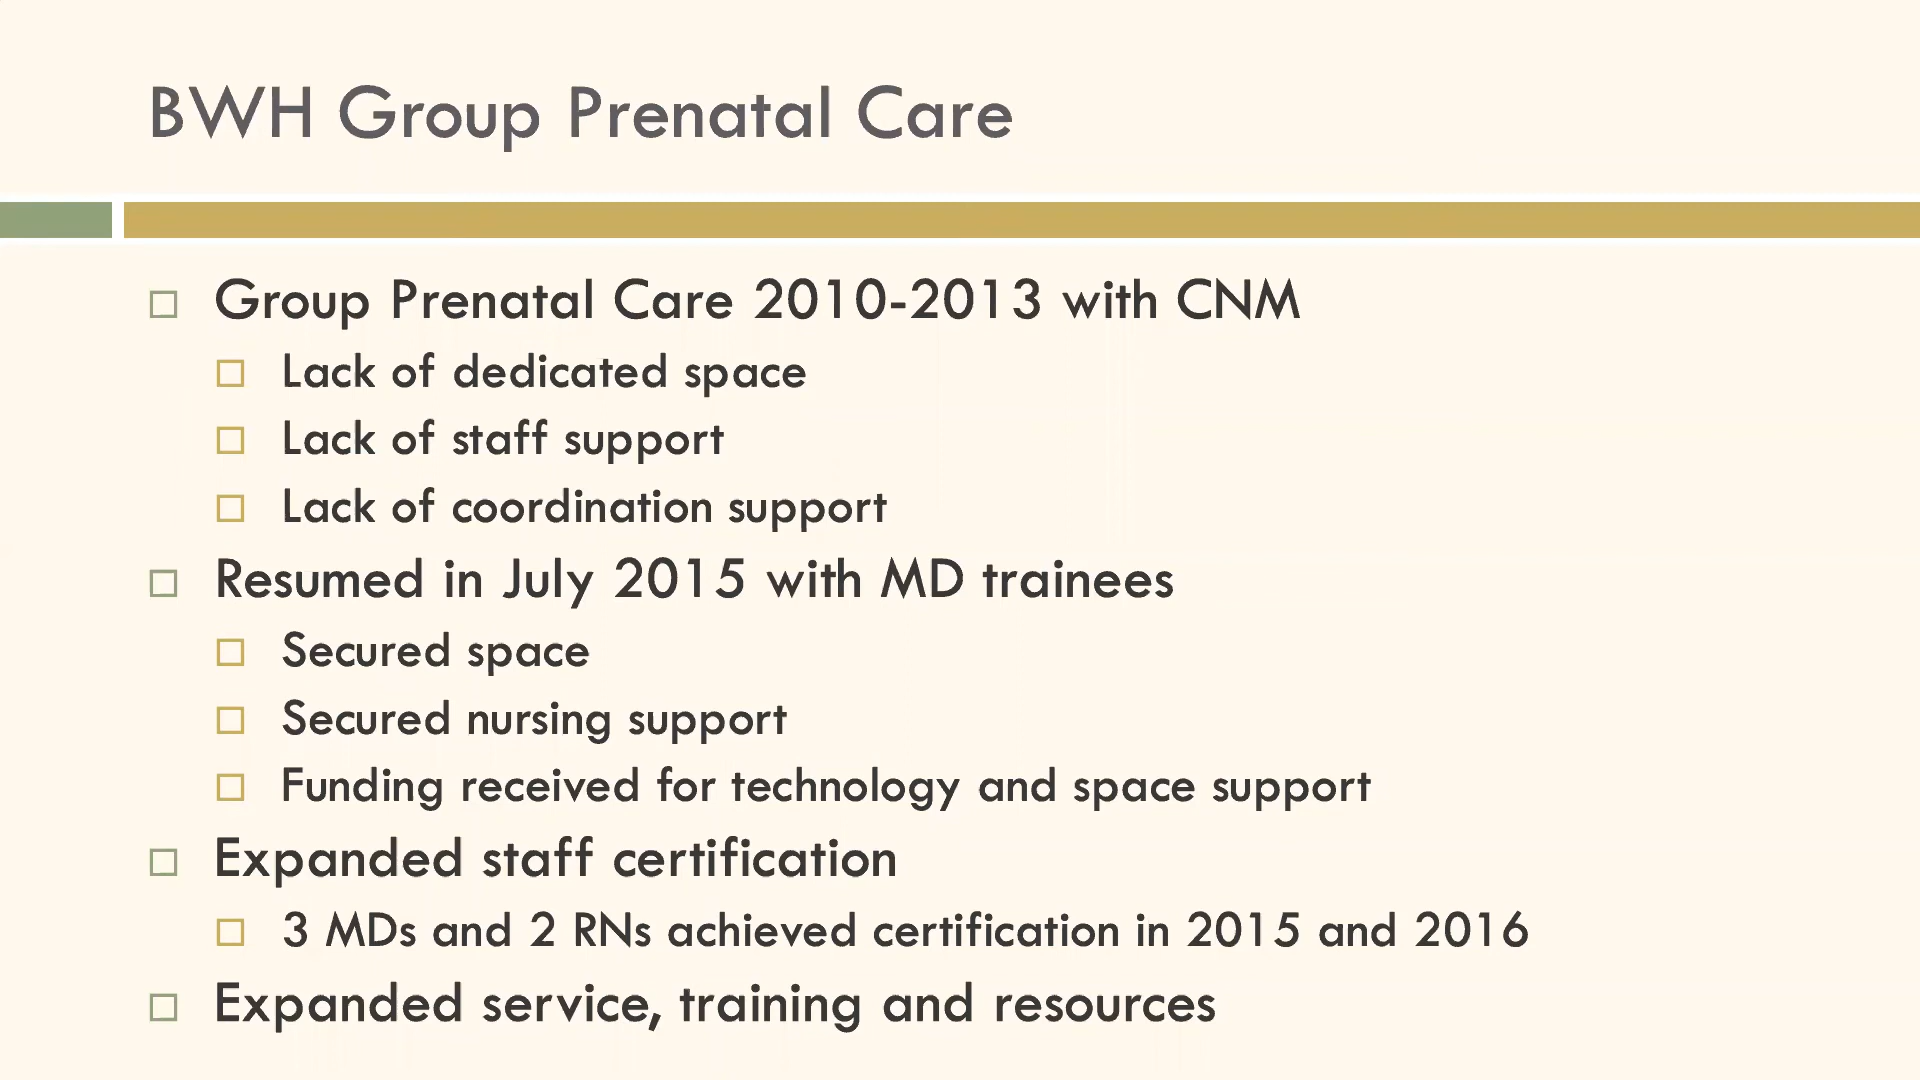 BWH Group Prenatal Care
Group Prenatal Care 2010-2013 with CNM
Lack of dedicated space
Lack of staff support
Lack of coordination support
Resumed in July 2015 with MD trainees
Secured space
Secured nursing support
Funding received for technology and space support
Expanded staff certification
3 MDs and 2 RNs achieved certification in 2015 and 2016
Expanded service, training and resources